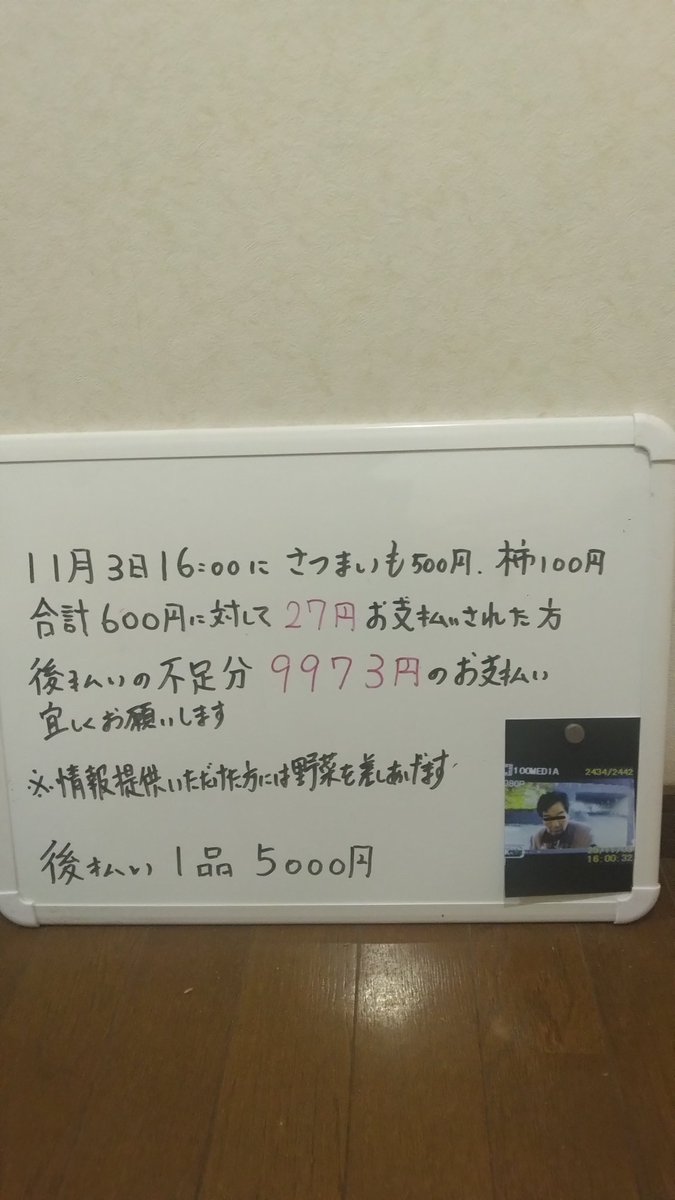 11月3日16:00に さつまいも500円、柿100円
合計600円に対して 27円お支払いされた方
後払いの不足分 9973円のお支払い
宜しくお願いします
※情報提供いただけた方には野菜を差しあげます
後払い 1品 5000円
100MEDIA 2434/2442
080P
16:00:32